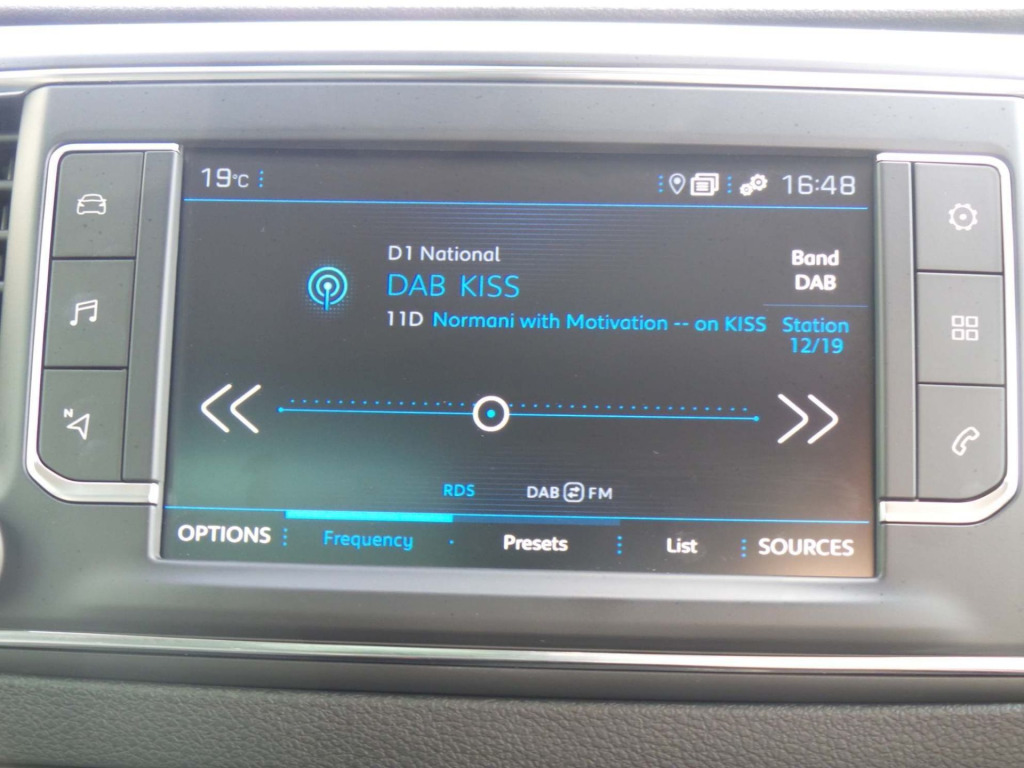 19°C
16:48
D1 National
DAB KISS
11D Normani with Motivation -- on KISS
Band
DAB
Station
12/19
N
RDS
DAB FM
OPTIONS
Frequency
Presets
List
SOURCES